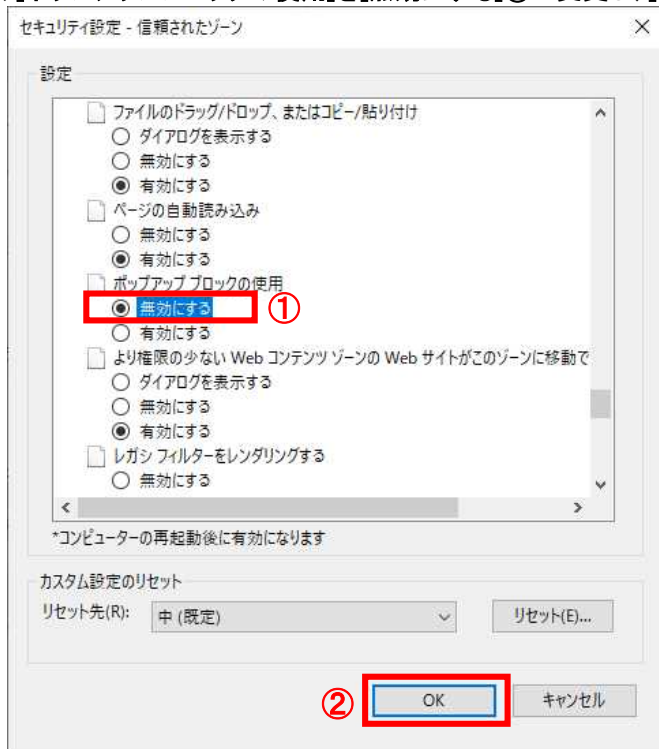 セキュリティ設定 - 信頼されたゾーン
設定
ファイルのドラッグ/ドロップ、またはコピー/貼り付け
ダイアログを表示する
無効にする
有効にする
ページの自動読み込み
無効にする
有効にする
ポップアップ ブロックの使用
無効にする ①
有効にする
より権限の少ない Web コンテンツ ゾーンの Web サイトがこのゾーンに移動で
ダイアログを表示する
無効にする
有効にする
レガシ フィルターをレンダリングする
無効にする
*コンピューターの再起動後に有効になります
カスタム設定のリセット
リセット先(R): 中 (既定) リセット(E)...
② OK キャンセル